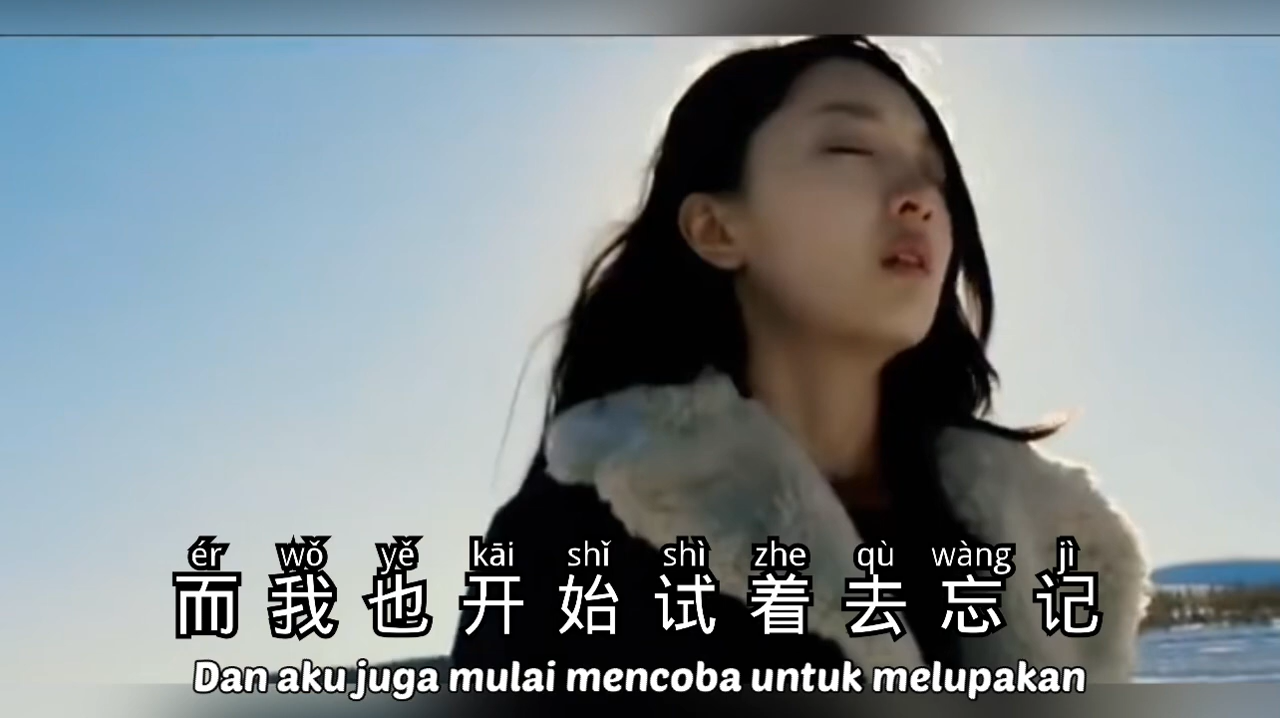 ér wǒ yě kāi shǐ shì zhe qù wàng jì
而我也开始试着去忘记
Dan aku juga mulai mencoba untuk melupakan